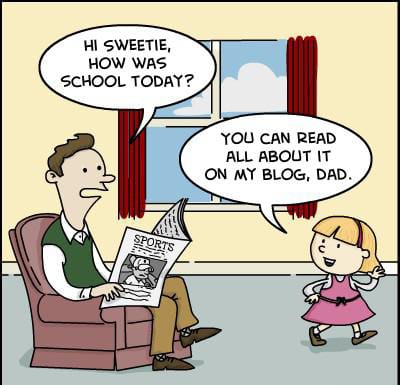 HI SWEETIE,
HOW WAS
SCHOOL TODAY?
YOU CAN READ
ALL ABOUT IT
ON MY BLOG, DAD.
SPORTS